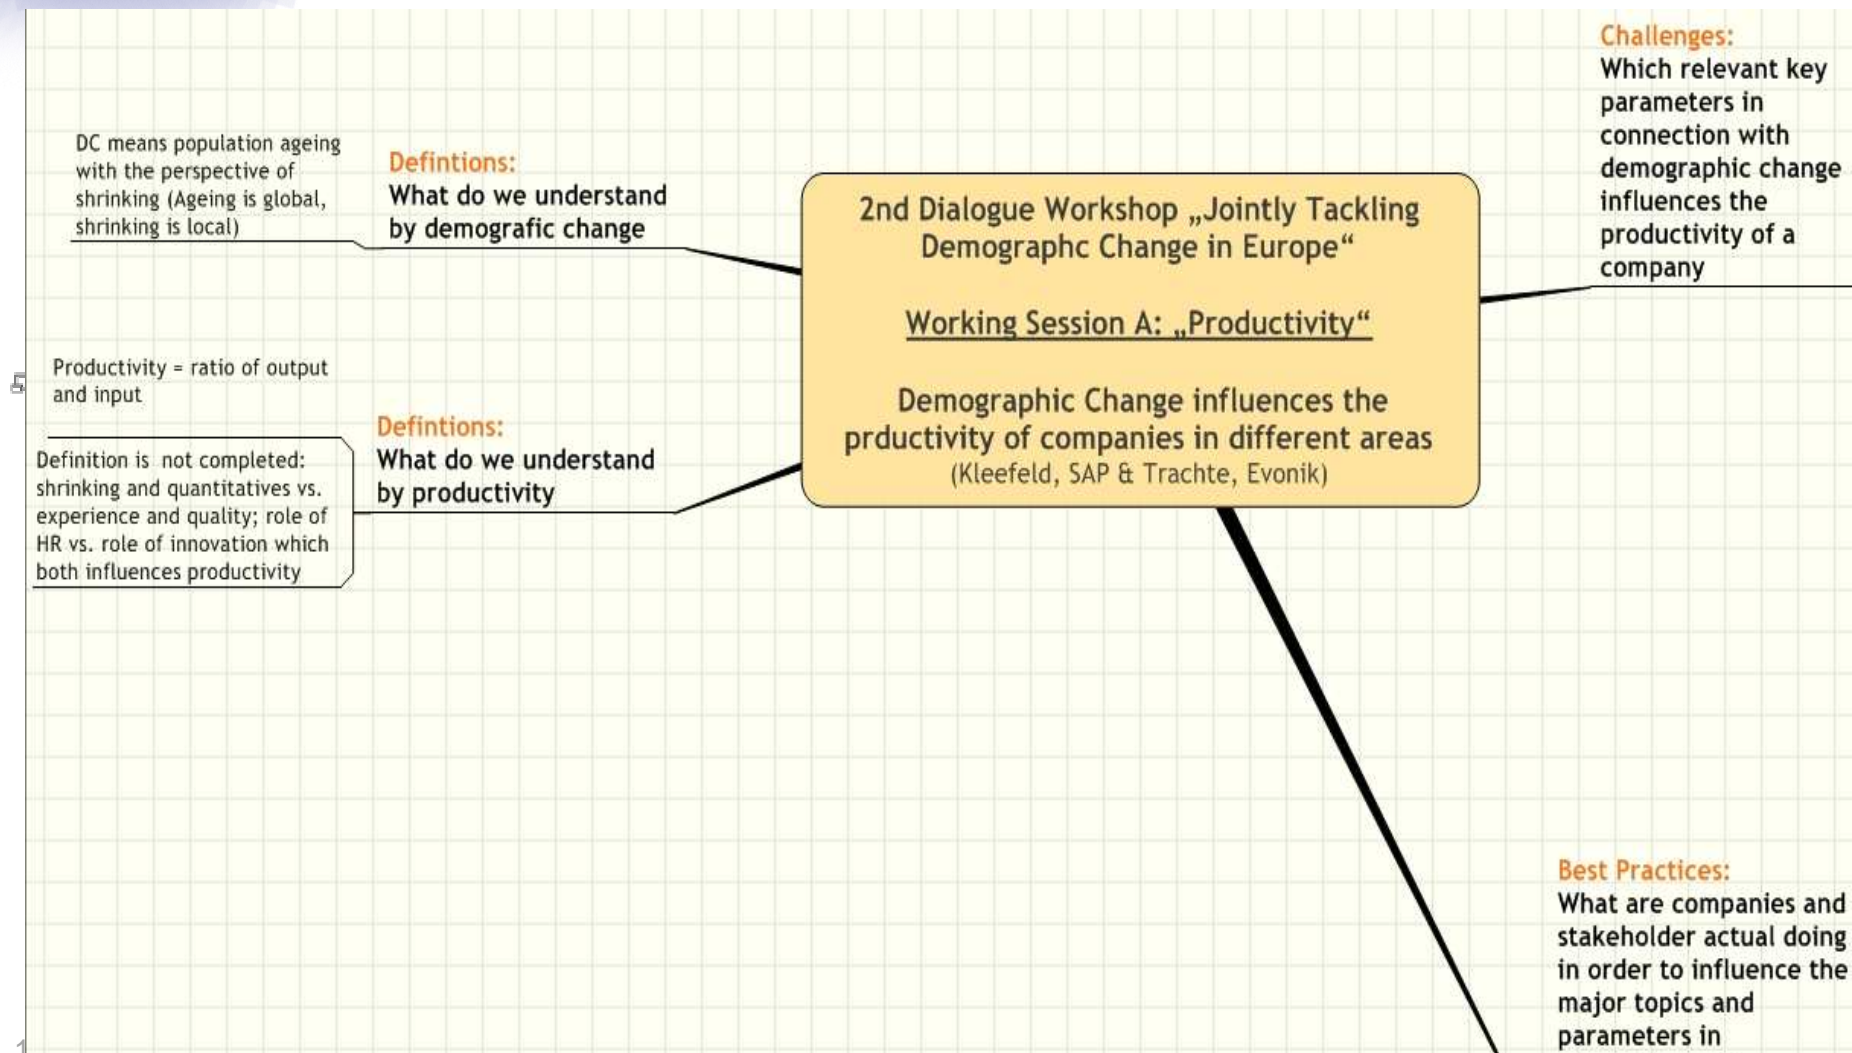 DC means population ageing
with the perspective of
shrinking (Ageing is global,
shrinking is local)
Defintions:
What do we understand
by demografic change
Productivity = ratio of output
and input
Definition is  not completed:
shrinking and quantitatives vs.
experience and quality; role of
HR vs. role of innovation which
both influences productivity
Defintions:
What do we understand
by productivity
2nd Dialogue Workshop „Jointly Tackling
Demographc Change in Europe“
Working Session A: „Productivity“
Demographic Change influences the
prductivity of companies in different areas
(Kleefeld, SAP & Trachte, Evonik)
Challenges:
Which relevant key
parameters in
connection with
demographic change
influences the
productivity of a
company
Best Practices:
What are companies and
stakeholder actual doing
in order to influence the
major topics and
parameters in